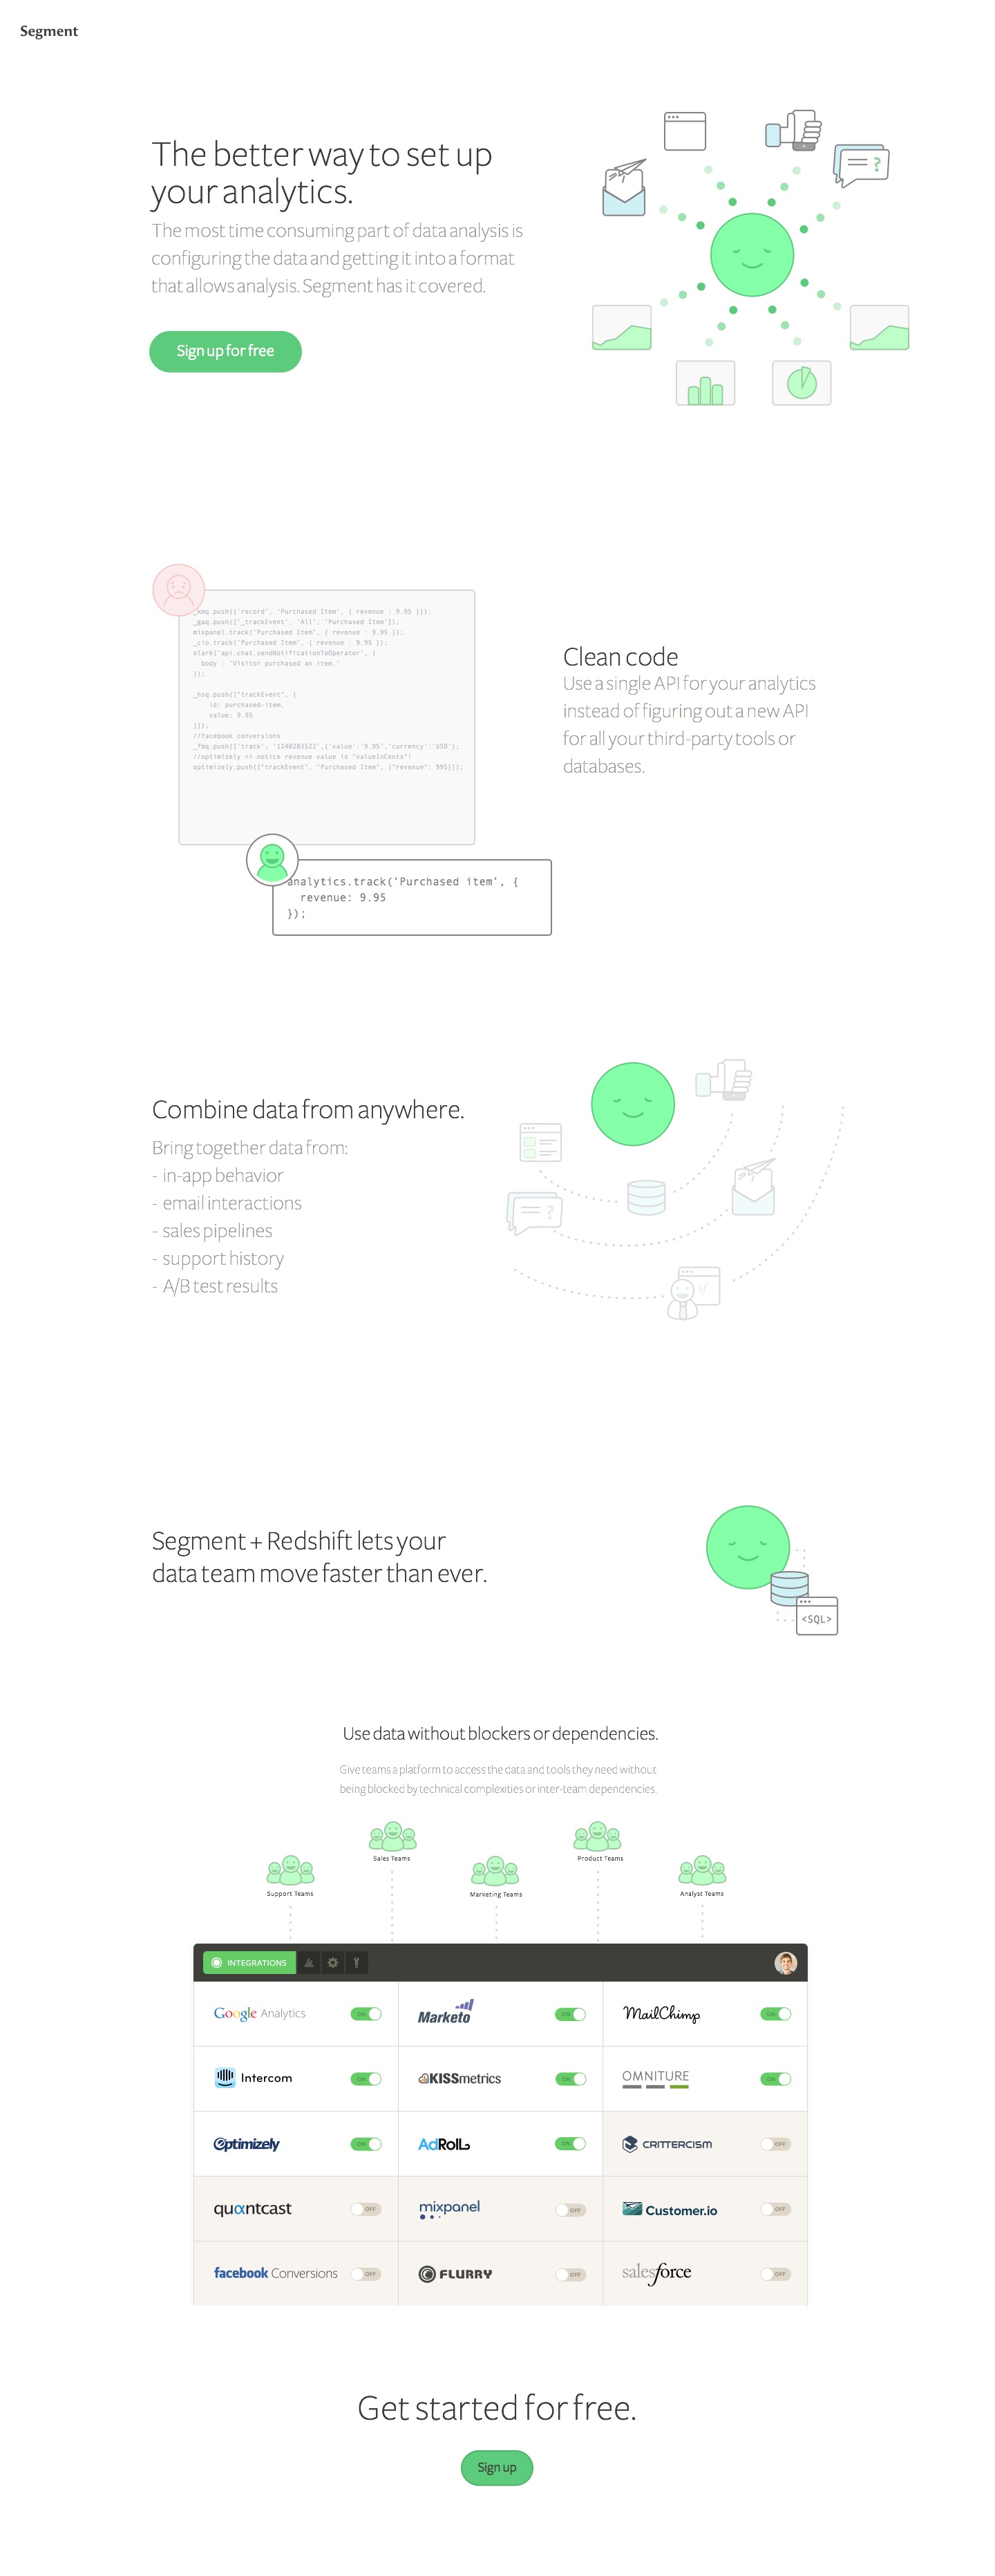 Segment
The better way to set up
your analytics.
The most time consuming part of data analysis is
configuring the data and getting it into a format
that allows analysis. Segment has it covered.
Sign up for free
?
_kmq.push(['record', 'Purchased Item', { revenue : 9.95 }]);
_gaq.push(['_trackEvent', 'All', 'Purchased Item']);
mixpanel.track('Purchased Item', { revenue : 9.95 });
_cio.track('Purchased Item', { revenue : 9.95 });
olark('api.chat.sendNotificationToOperator', {
body : 'Visitor purchased an item.'
});
_hsq.push(["trackEvent", {
id: purchased-item,
value: 9.95
}]);
//facebook conversions
_fbq.push(['track', '1240283522',{'value':'9.95','currency':'USD'});
//optimizely <> notice revenue value is "valueInCents"!
optimizely.push(["trackEvent", "Purchased Item", {"revenue": 995}]);
Clean code
Use a single API for your analytics
instead of figuring out a new API
for all your third-party tools or
databases.
analytics.track('Purchased item', {
revenue: 9.95
});
Combine data from anywhere.
Bring together data from:
- in-app behavior
- email interactions
- sales pipelines
- support history
- A/B test results
?
Segment + Redshift lets your
data team move faster than ever.
<SQL>
Use data without blockers or dependencies.
Give teams a platform to access the data and tools they need without
being blocked by technical complexities or inter-team dependencies.
Sales Teams
Product Teams
Support Teams
Marketing Teams
Analyst Teams
INTEGRATIONS
Google Analytics ON
Marketo ON
MailChimp ON
Intercom ON
KISSmetrics ON
OMNITURE ON
Optimizely ON
AdRoll ON
CRITTERCISM OFF
quantcast OFF
mixpanel OFF
Customer.io OFF
facebook Conversions OFF
FLURRY OFF
salesforce OFF
Get started for free.
Sign up